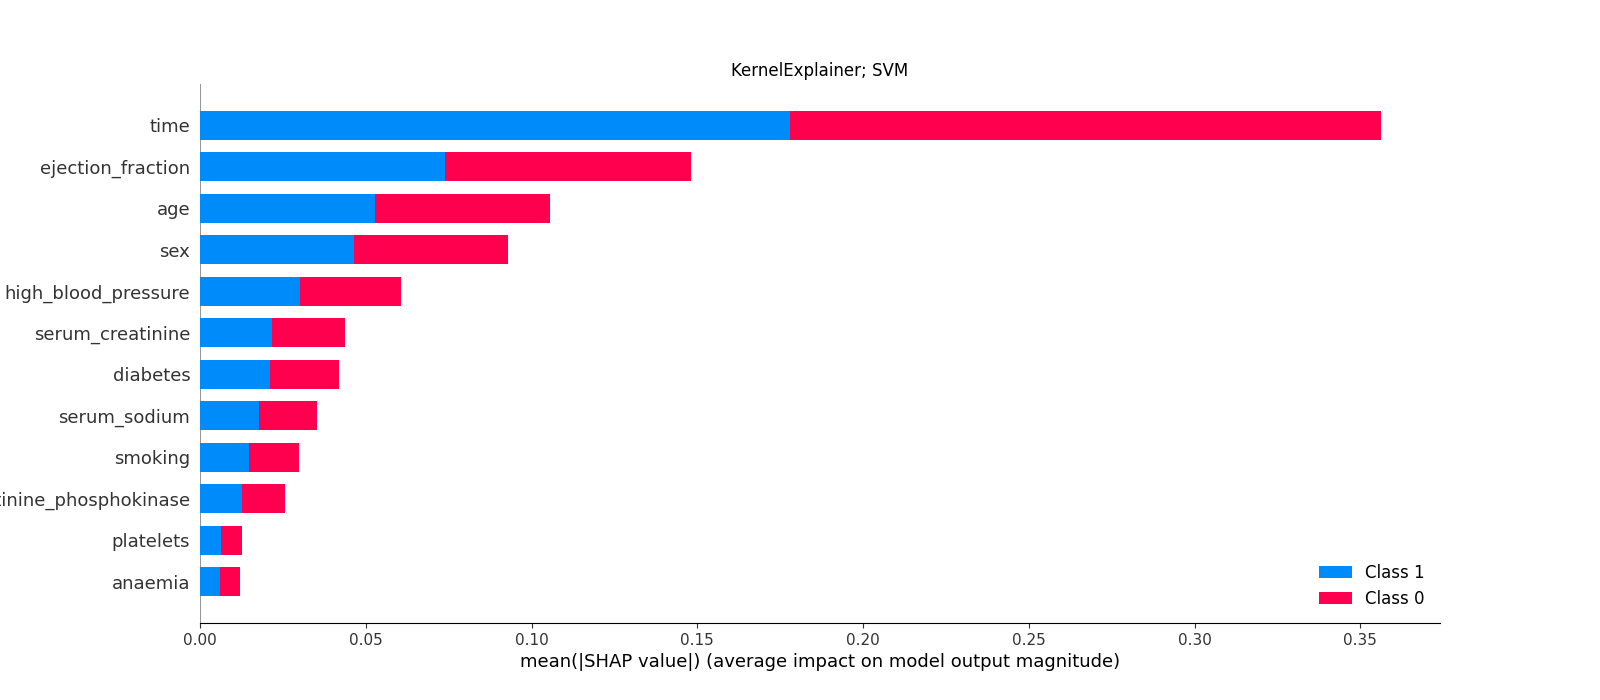 KernelExplainer; SVM
time
ejection_fraction
age
sex
high_blood_pressure
serum_creatinine
diabetes
serum_sodium
smoking
tinine_phosphokinase
platelets
anaemia
Class 1
Class 0
0.00 0.05 0.10 0.15 0.20 0.25 0.30 0.35
mean(|SHAP value|) (average impact on model output magnitude)